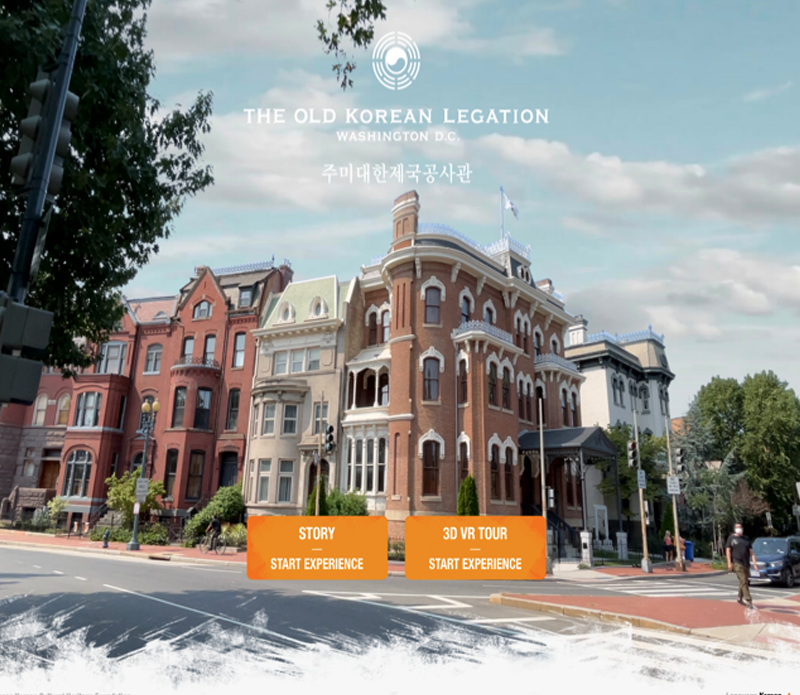 THE OLD KOREAN LEGATION
WASHINGTON D.C.
주미대한제국공사관
STORY
START EXPERIENCE
3D VR TOUR
START EXPERIENCE